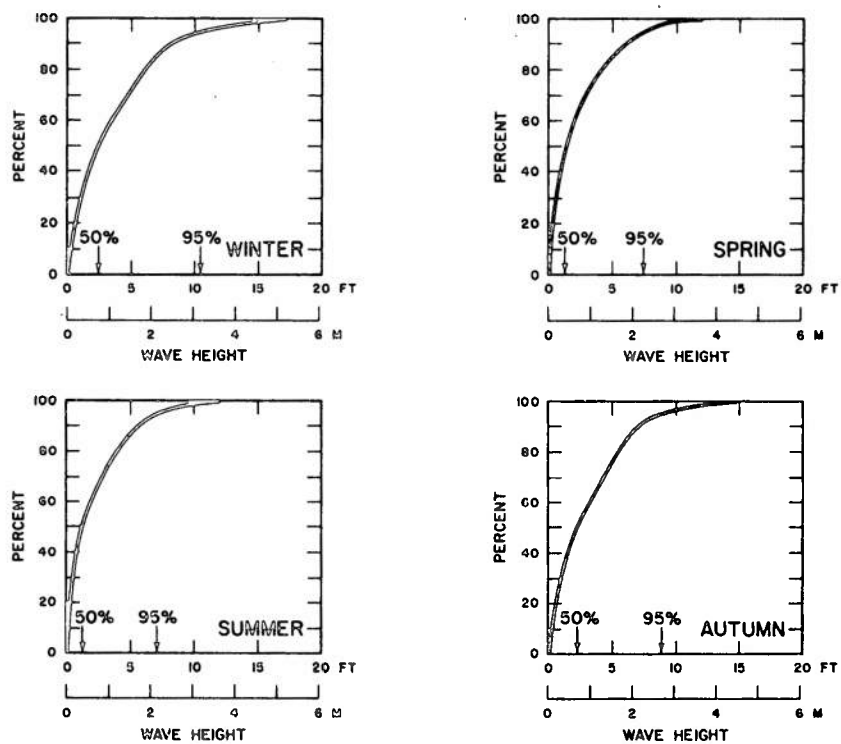 100
80
60
40
20
0
PERCENT
50%
95%
WINTER
0 5 10 15 20 FT
0 2 4 6 M
WAVE HEIGHT
100
80
60
40
20
0
PERCENT
50%
95%
SPRING
0 5 10 15 20 FT
0 2 4 6 M
WAVE HEIGHT
100
80
60
40
20
0
PERCENT
50%
95%
SUMMER
0 5 10 15 20 FT
0 2 4 6 M
WAVE HEIGHT
100
80
60
40
20
0
PERCENT
50%
95%
AUTUMN
0 5 10 15 20 FT
0 2 4 6 M
WAVE HEIGHT